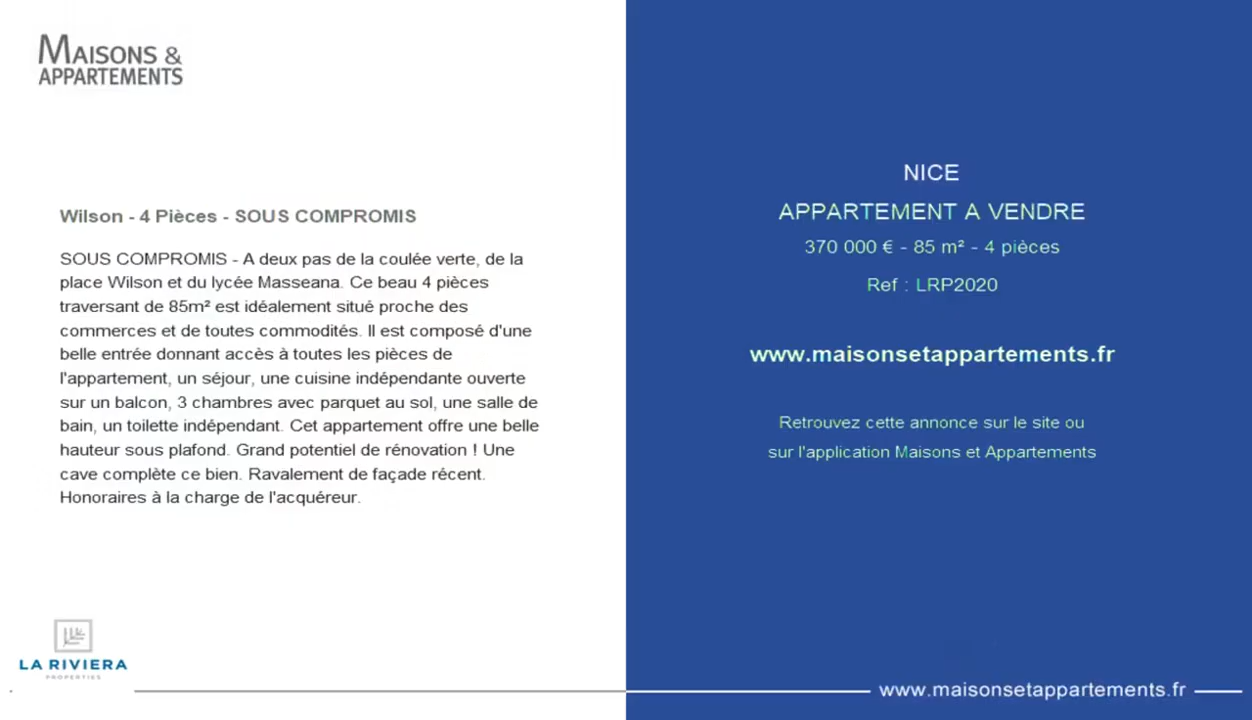 MAISONS &
APPARTEMENTS
Wilson - 4 Pièces - SOUS COMPROMIS
SOUS COMPROMIS - A deux pas de la coulée verte, de la
place Wilson et du lycée Masseana. Ce beau 4 pièces
traversant de 85m² est idéalement situé proche des
commerces et de toutes commodités. Il est composé d'une
belle entrée donnant accès à toutes les pièces de
l'appartement, un séjour, une cuisine indépendante ouverte
sur un balcon, 3 chambres avec parquet au sol, une salle de
bain, un toilette indépendant. Cet appartement offre une belle
hauteur sous plafond. Grand potentiel de rénovation ! Une
cave complète ce bien. Ravalement de façade récent.
Honoraires à la charge de l'acquéreur.
LA RIVIERA
PROPERTIES
NICE
APPARTEMENT A VENDRE
370 000 € - 85 m² - 4 pièces
Ref : LRP2020
www.maisonsetappartements.fr
Retrouvez cette annonce sur le site ou
sur l'application Maisons et Appartements
www.maisonsetappartements.fr